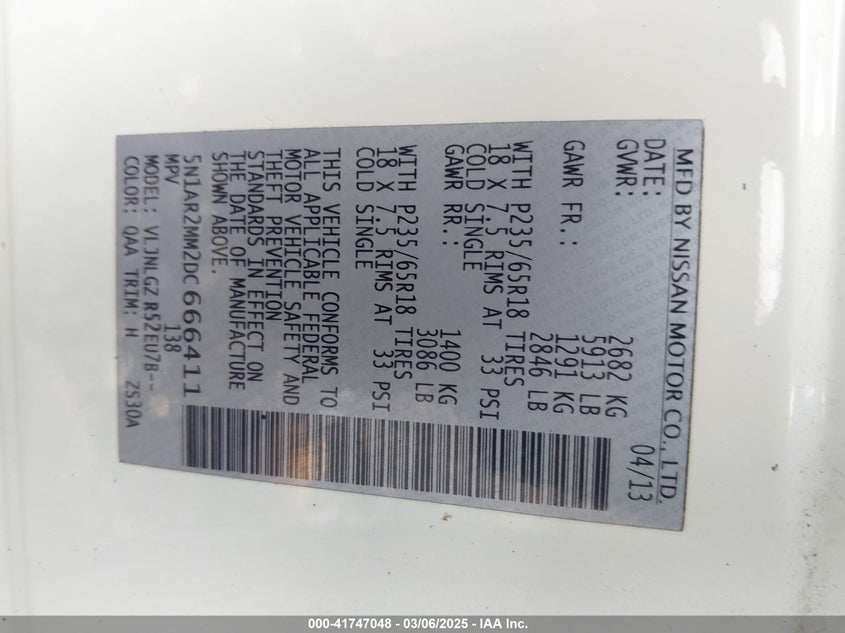 MFD BY NISSAN MOTOR CO., LTD.
DATE: 04/13
GVWR: 2682 KG
5913 LB
GAWR FR.: 1291 KG
2846 LB
WITH P235/65R18 TIRES
18 X 7.5 RIMS AT 33 PSI
COLD SINGLE
GAWR RR.: 1400 KG
3086 LB
WITH P235/65R18 TIRES
18 X 7.5 RIMS AT 33 PSI
COLD SINGLE
THIS VEHICLE CONFORMS TO
ALL APPLICABLE FEDERAL
MOTOR VEHICLE SAFETY AND
THEFT PREVENTION
STANDARDS IN EFFECT ON
THE DATE OF MANUFACTURE
SHOWN ABOVE.
5N1AR2MM2DC666411
MPV 138
MODEL: VLJNLGZ R52EU7B--
COLOR: QAA TRIM: H ZS30A
000-41747048 - 03/06/2025 - IAA Inc.